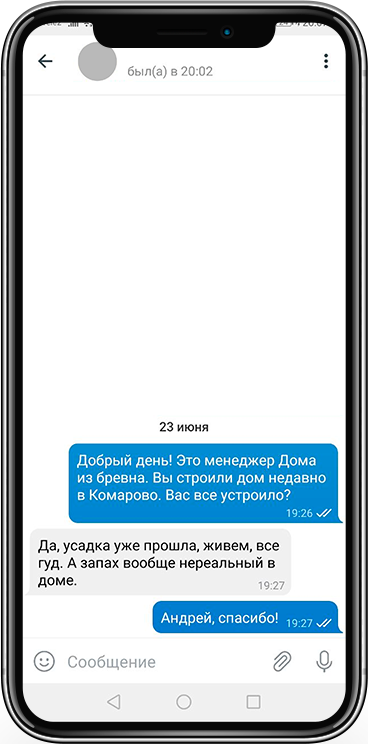 был(а) в 20:02
23 июня
Добрый день! Это менеджер Дома
из бревна. Вы строили дом недавно
в Комарово. Вас все устроило?
19:26
Да, усадка уже прошла, живем, все
гуд. А запах вообще нереальный в
доме.
19:27
Андрей, спасибо!
19:27
Сообщение